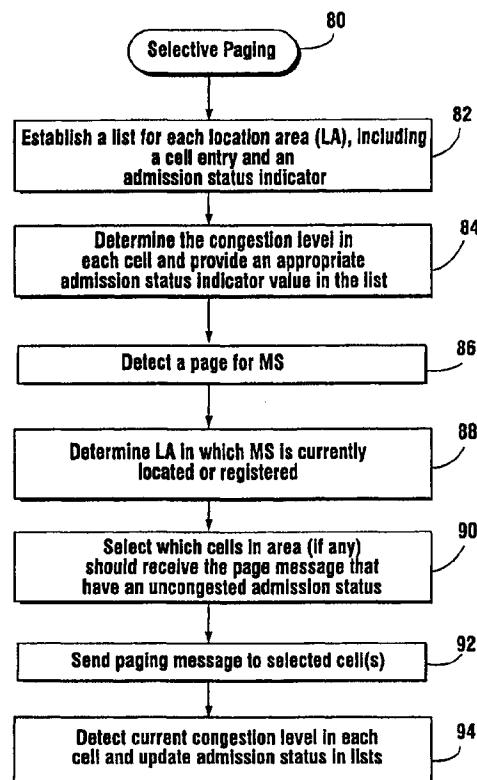 80
Selective Paging
82
Establish a list for each location area (LA), including
a cell entry and an
admission status indicator
84
Determine the congestion level in
each cell and provide an appropriate
admission status indicator value in the list
86
Detect a page for MS
88
Determine LA in which MS is currently
located or registered
90
Select which cells in area (if any)
should receive the page message that
have an uncongested admission status
92
Send paging message to selected cell(s)
94
Detect current congestion level in each
cell and update admission status in lists